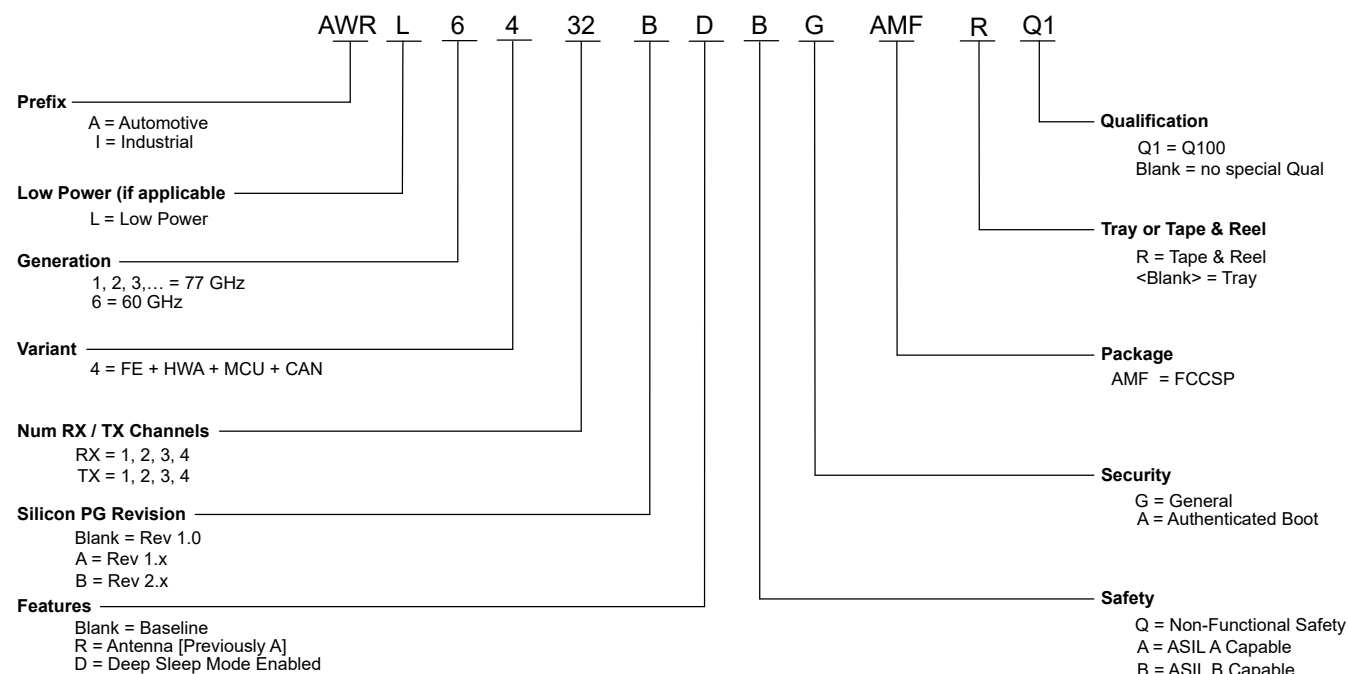 AWR L 6 4 32 B D B G AMF R Q1
Prefix
A = Automotive
I = Industrial
Low Power (if applicable
L = Low Power
Generation
1, 2, 3,… = 77 GHz
6 = 60 GHz
Variant
4 = FE + HWA + MCU + CAN
Num RX / TX Channels
RX = 1, 2, 3, 4
TX = 1, 2, 3, 4
Silicon PG Revision
Blank = Rev 1.0
A = Rev 1.x
B = Rev 2.x
Features
Blank = Baseline
R = Antenna [Previously A]
D = Deep Sleep Mode Enabled
Qualification
Q1 = Q100
Blank = no special Qual
Tray or Tape & Reel
R = Tape & Reel
<Blank> = Tray
Package
AMF = FCCSP
Security
G = General
A = Authenticated Boot
Safety
Q = Non-Functional Safety
A = ASIL A Capable
B = ASIL B Capable